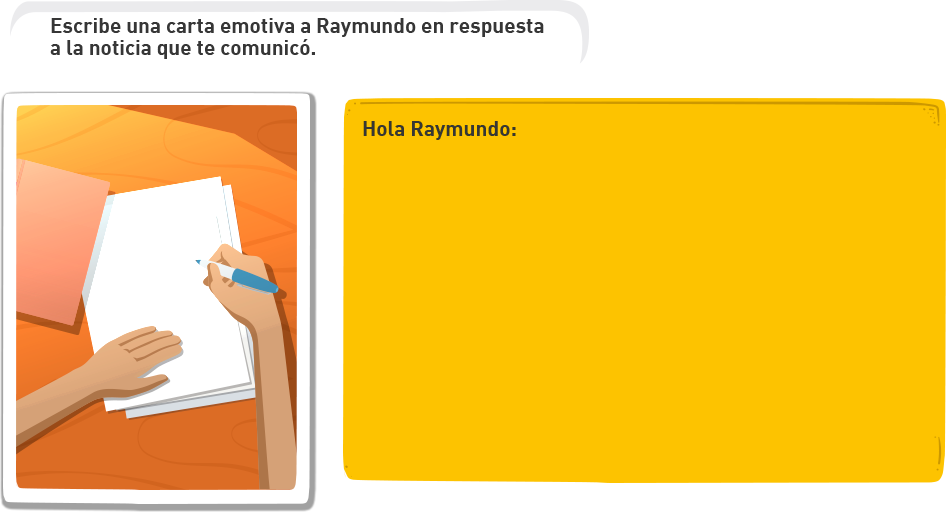 Escribe una carta emotiva a Raymundo en respuesta
a la noticia que te comunicó.
Hola Raymundo: